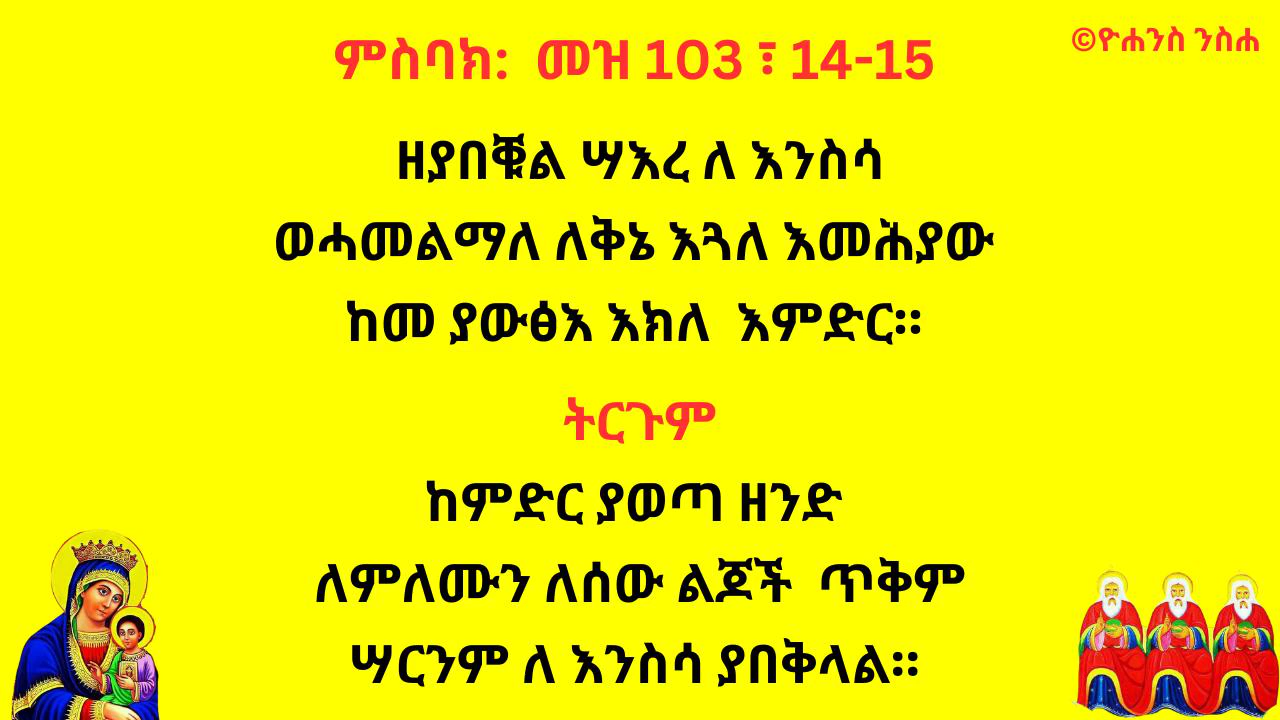 ምስባክ:  መዝ 103 ፣ 14-15
©ዮሐንስ ንስሐ
ዘያበቁል ሣእረ ለ እንስሳ
ወሓመልማለ ለቅኔ እጓለ እመሕያው
ከመ ያውፅእ እክለ  እምድር።
ትርጉም
ከምድር ያወጣ ዘንድ
ለምለሙን ለሰው ልጆች  ጥቅም
ሣርንም ለ እንስሳ ያበቅላል።